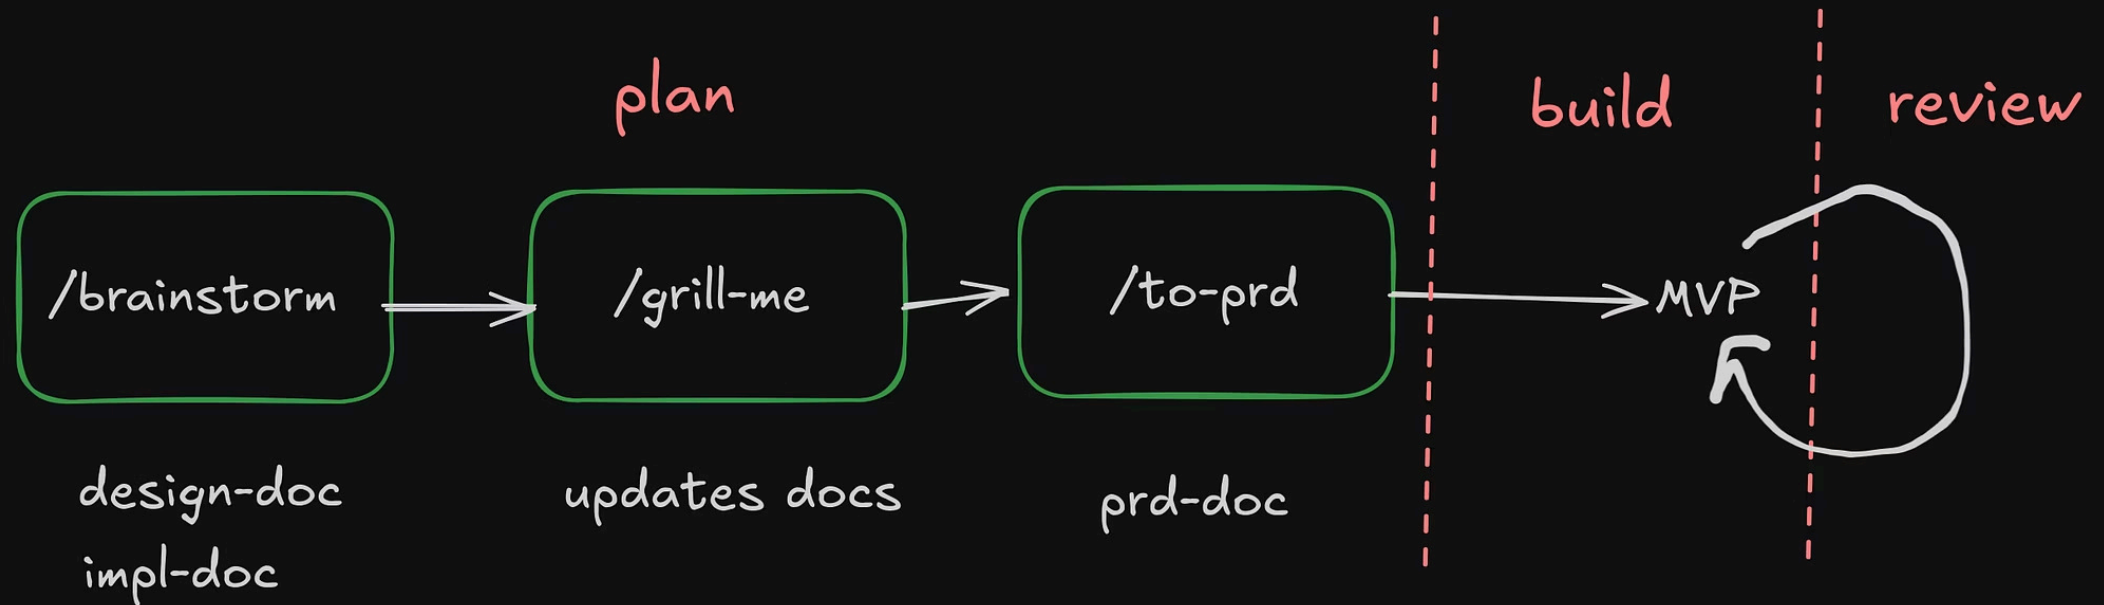 plan
build
review
/brainstorm
/grill-me
/to-prd
MVP
design-doc
impl-doc
updates docs
prd-doc